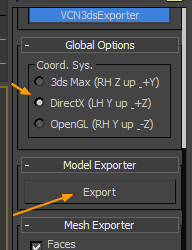 VCN3dsExporter
- Global Options
Coord. Sys.
3ds Max (RH Z up _+Y)
DirectX (LH Y up _+Z)
OpenGL (RH Y up _-Z)
- Model Exporter
Export
- Mesh Exporter
Faces